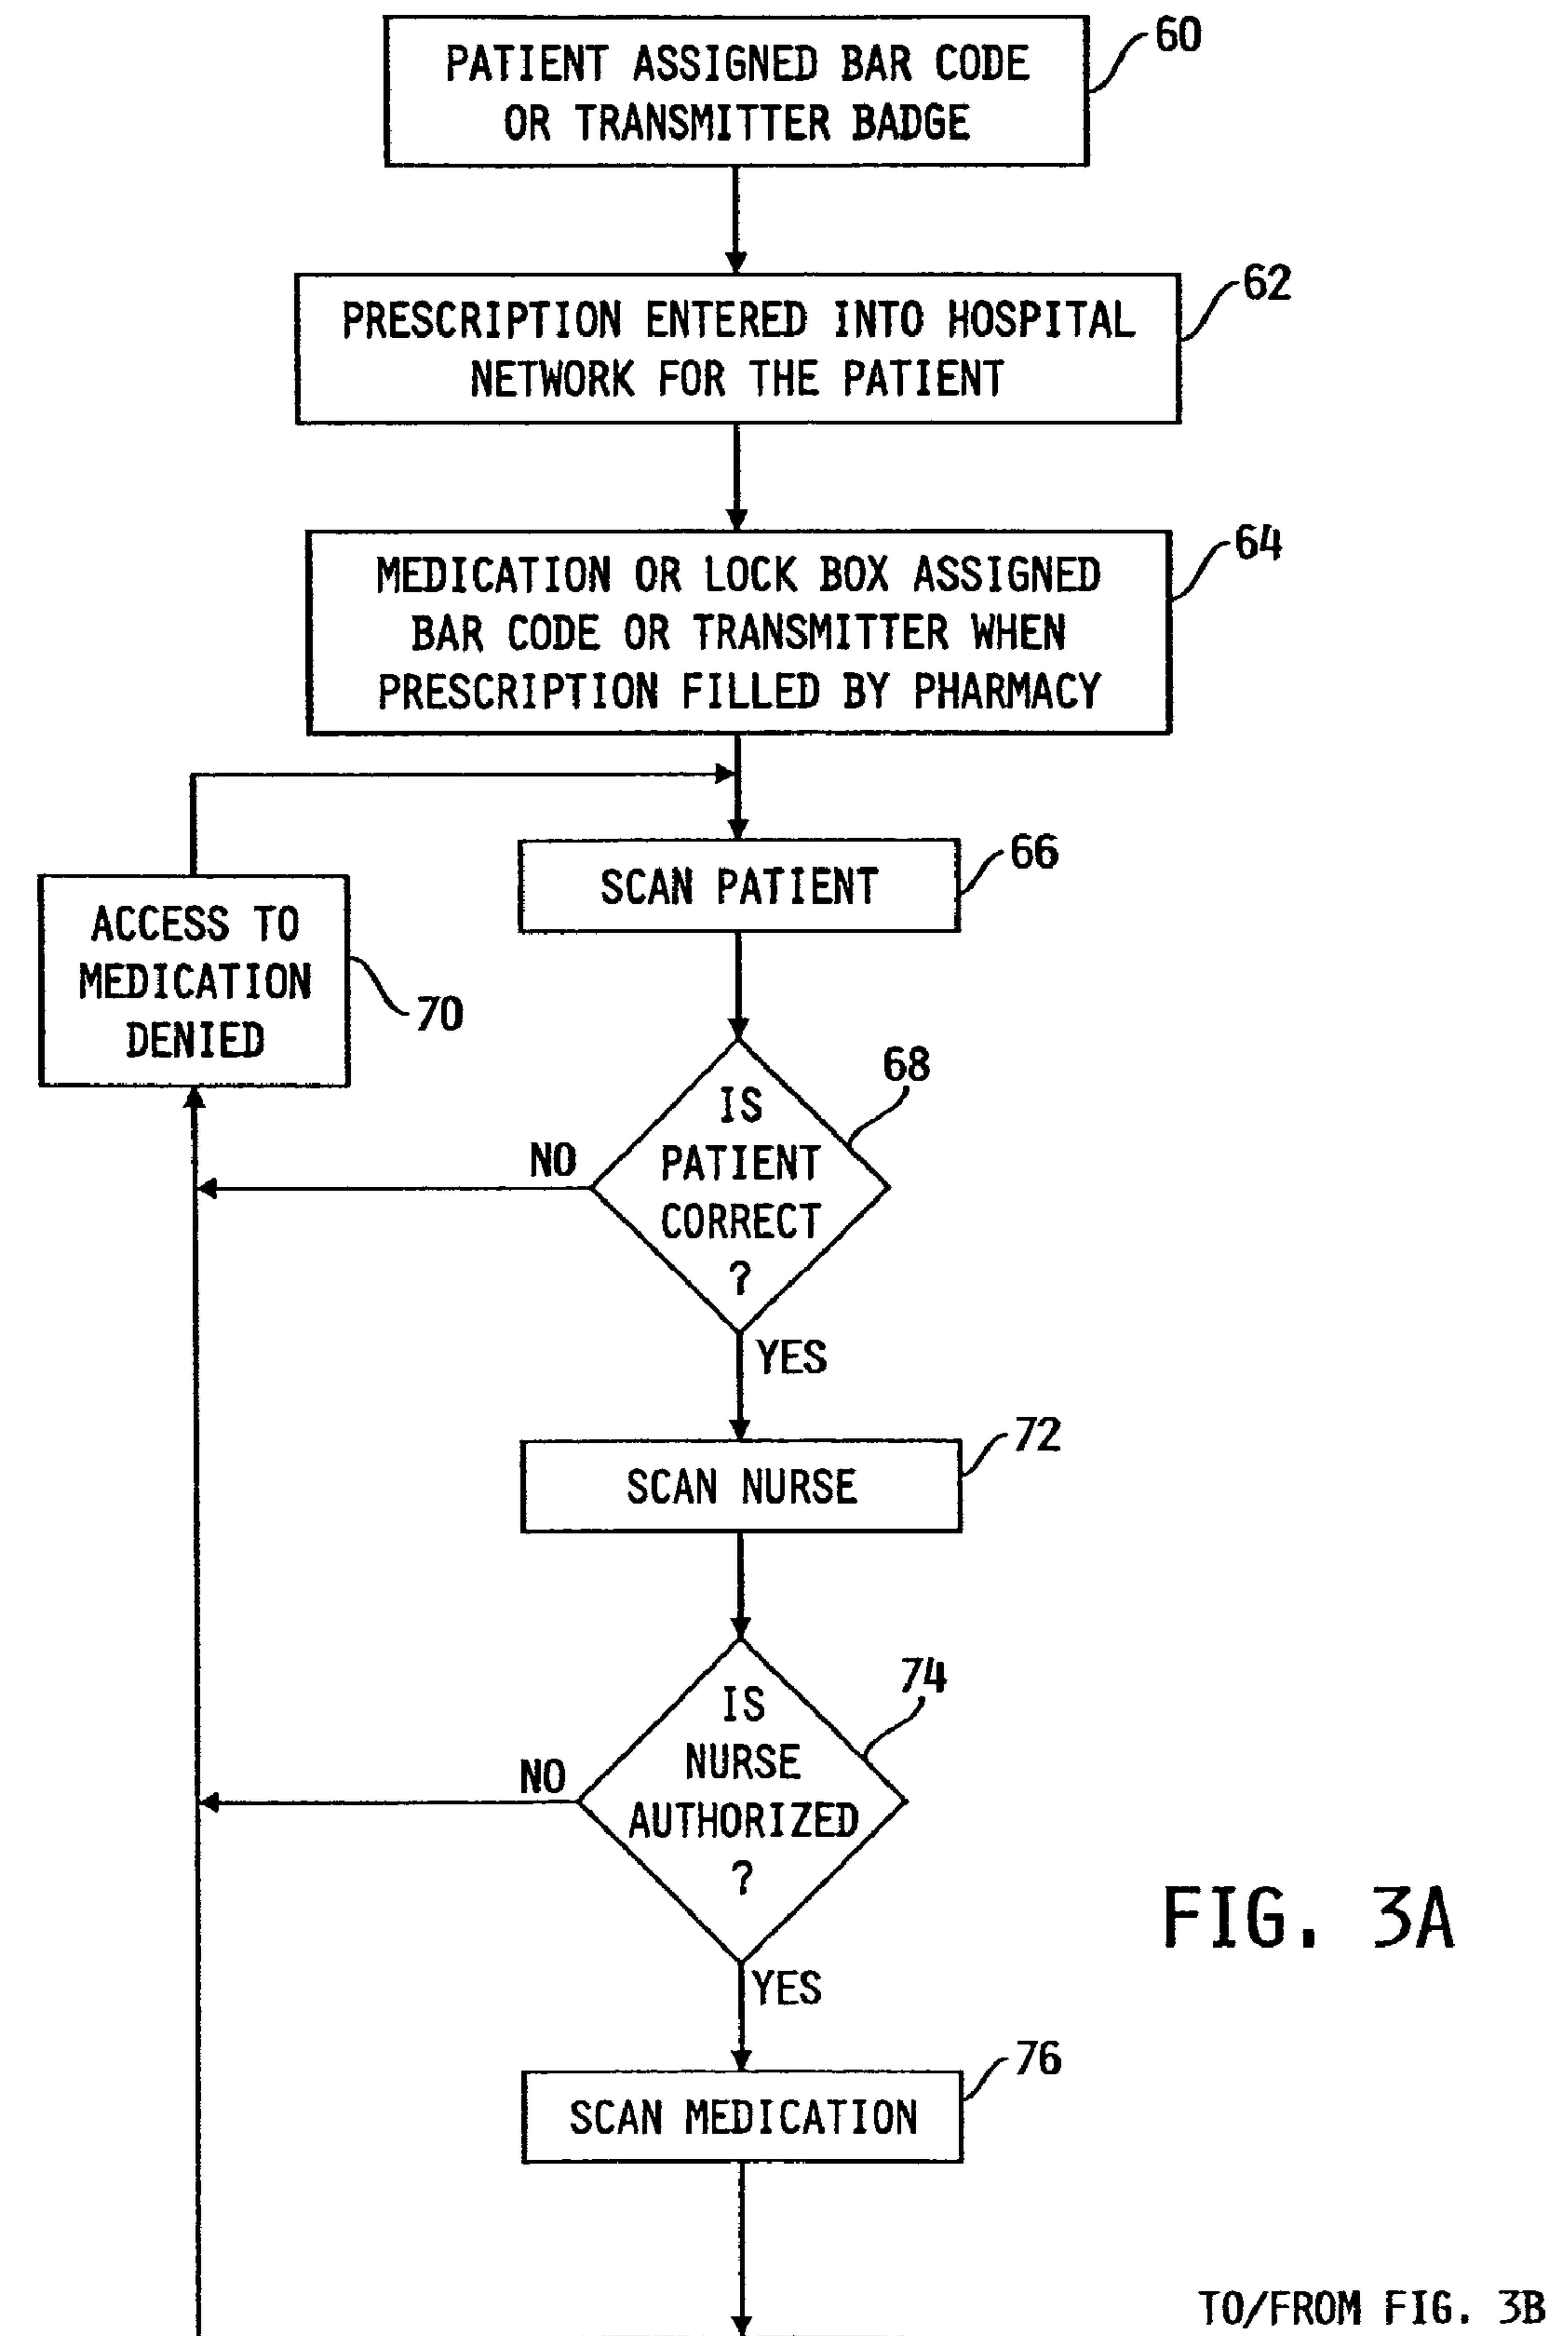 PATIENT ASSIGNED BAR CODE
OR TRANSMITTER BADGE
60
PRESCRIPTION ENTERED INTO HOSPITAL
NETWORK FOR THE PATIENT
62
MEDICATION OR LOCK BOX ASSIGNED
BAR CODE OR TRANSMITTER WHEN
PRESCRIPTION FILLED BY PHARMACY
64
SCAN PATIENT
66
ACCESS TO
MEDICATION
DENIED
70
IS
PATIENT
CORRECT
?
68
NO
YES
SCAN NURSE
72
IS
NURSE
AUTHORIZED
?
74
NO
YES
SCAN MEDICATION
76
FIG. 3A
TO/FROM FIG. 3B